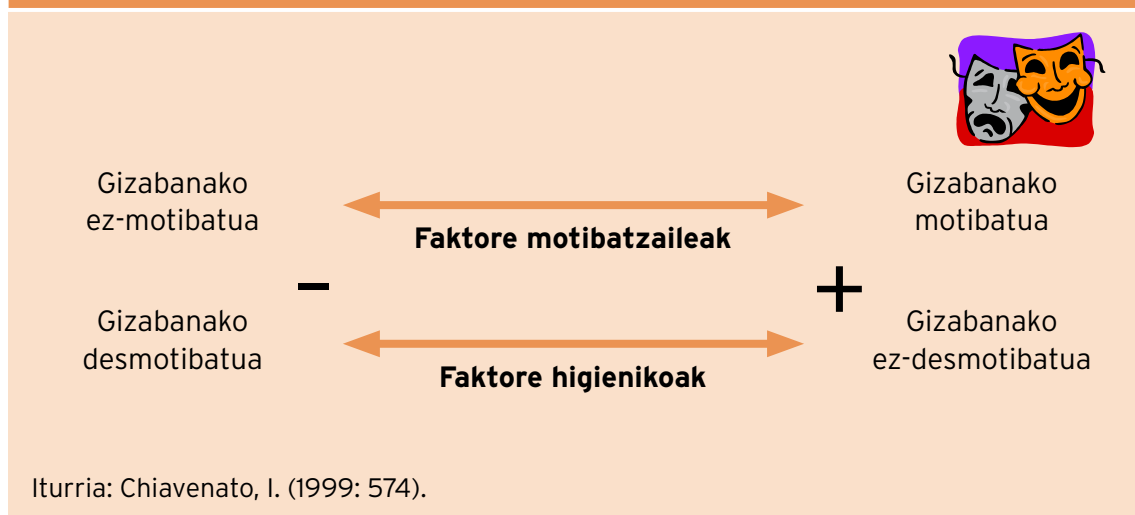 Gizabanako
ez-motibatua
Gizabanako
motibatua
Faktore motibatzaileak
–
+
Gizabanako
desmotibatua
Gizabanako
ez-desmotibatua
Faktore higienikoak
Iturria: Chiavenato, I. (1999: 574).